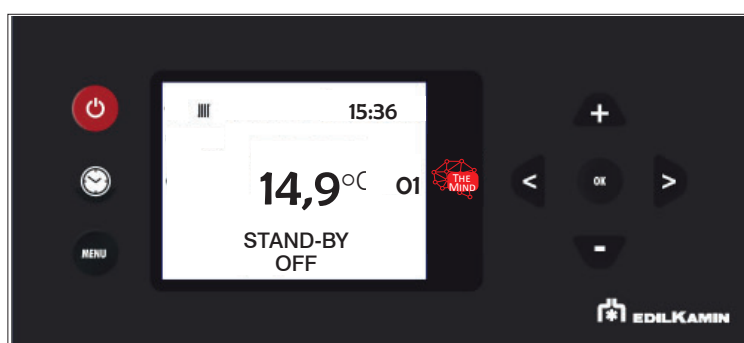 15:36
14,9°C 01
THE
MIND
< OK >
+
STAND-BY
OFF
MENU
-
EDILKAMIN